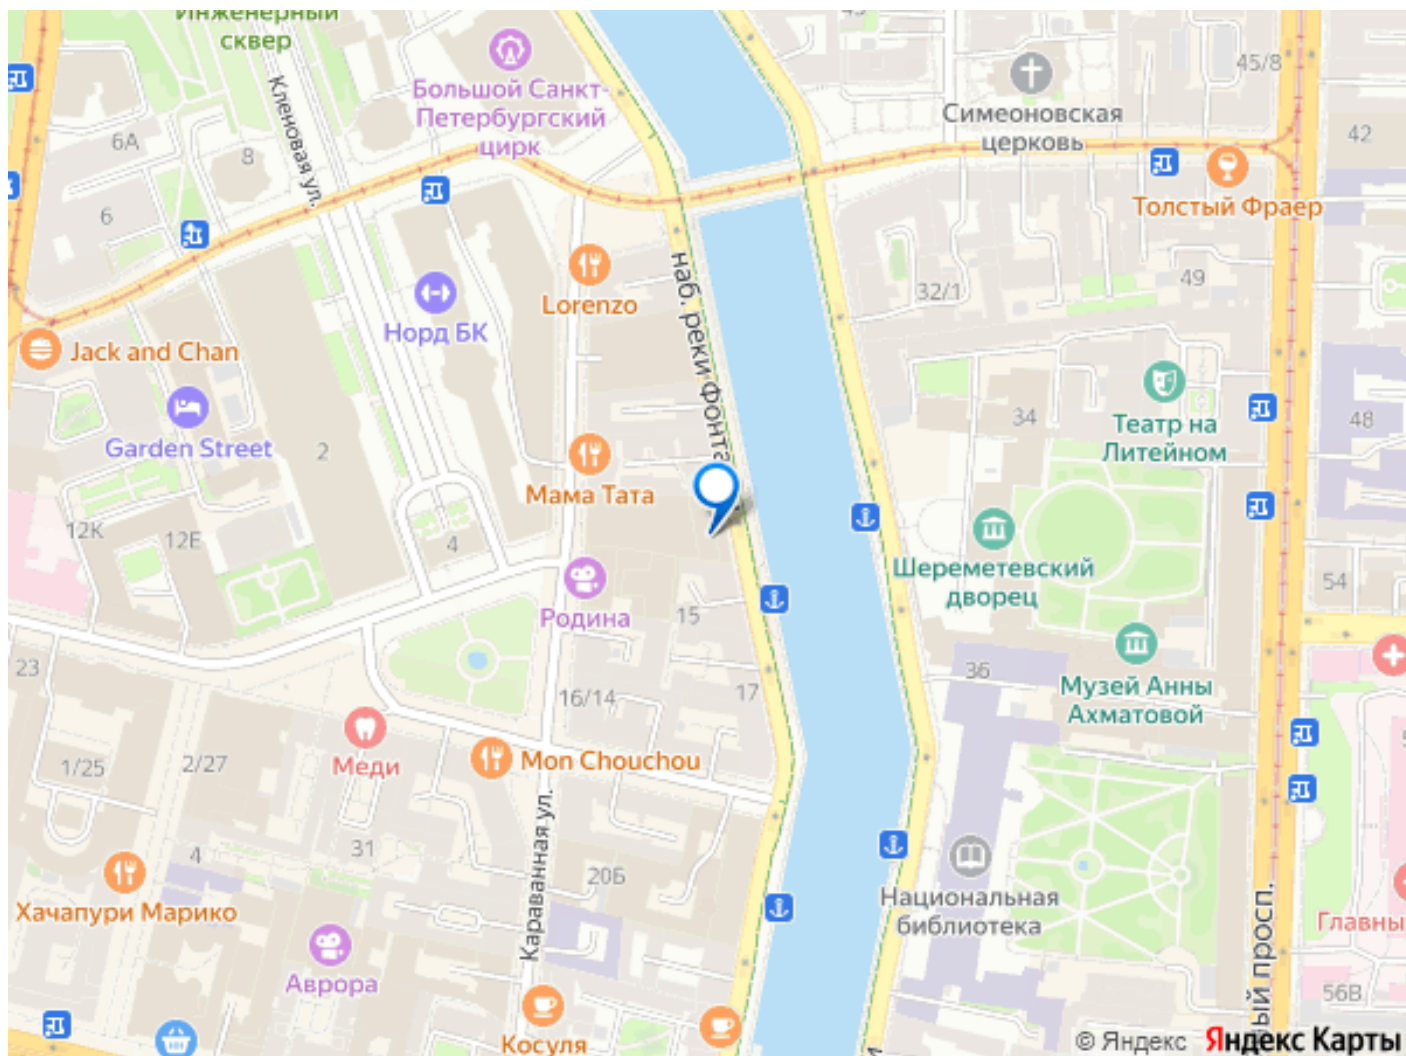 Инженерный
сквер
45/8
Большой Санкт-
Петербургский
цирк
Симеоновская
церковь
42
6А
8
Кленовая ул.
6
Толстый Фраер
наб. реки Фонта
Lorenzo
32/1
49
Норд БК
Jack and Chan
Garden Street
2
34
Театр на
Литейном
48
Мама Тата
12К
12Е
4
Шереметевский
дворец
54
Родина
15
23
16/14
17
36
Музей Анны
Ахматовой
1/25
2/27
Меди
Mon Chouchou
Караванная ул.
4
31
20Б
Хачапури Марико
Национальная
библиотека
Главны
Аврора
ый просп.
56В
Косуля
© Яндекс Яндекс Карты